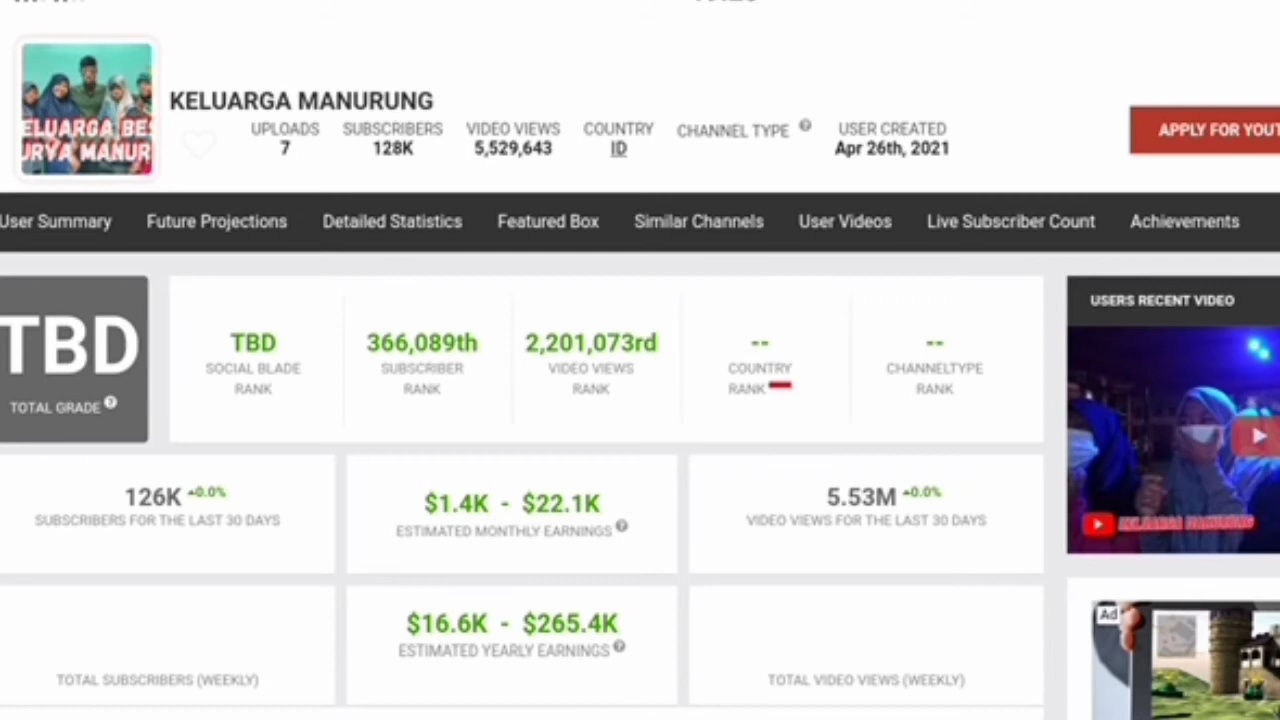 KELUARGA MANURUNG
UPLOADS SUBSCRIBERS VIDEO VIEWS COUNTRY CHANNEL TYPE ? USER CREATED
7 128K 5,529,643 ID Apr 26th, 2021
APPLY FOR YOUT
ELUARGA BES
URYA MANUR
User Summary Future Projections Detailed Statistics Featured Box Similar Channels User Videos Live Subscriber Count Achievements
TBD
TOTAL GRADE ?
TBD
SOCIAL BLADE
RANK
366,089th
SUBSCRIBER
RANK
2,201,073rd
VIDEO VIEWS
RANK
--
COUNTRY
RANK
--
CHANNELTYPE
RANK
USERS RECENT VIDEO
KELUARGA MANURUNG
126K 0.0%
SUBSCRIBERS FOR THE LAST 30 DAYS
$1.4K - $22.1K
ESTIMATED MONTHLY EARNINGS ?
5.53M 0.0%
VIDEO VIEWS FOR THE LAST 30 DAYS
TOTAL SUBSCRIBERS (WEEKLY)
$16.6K - $265.4K
ESTIMATED YEARLY EARNINGS ?
TOTAL VIDEO VIEWS (WEEKLY)
Ad